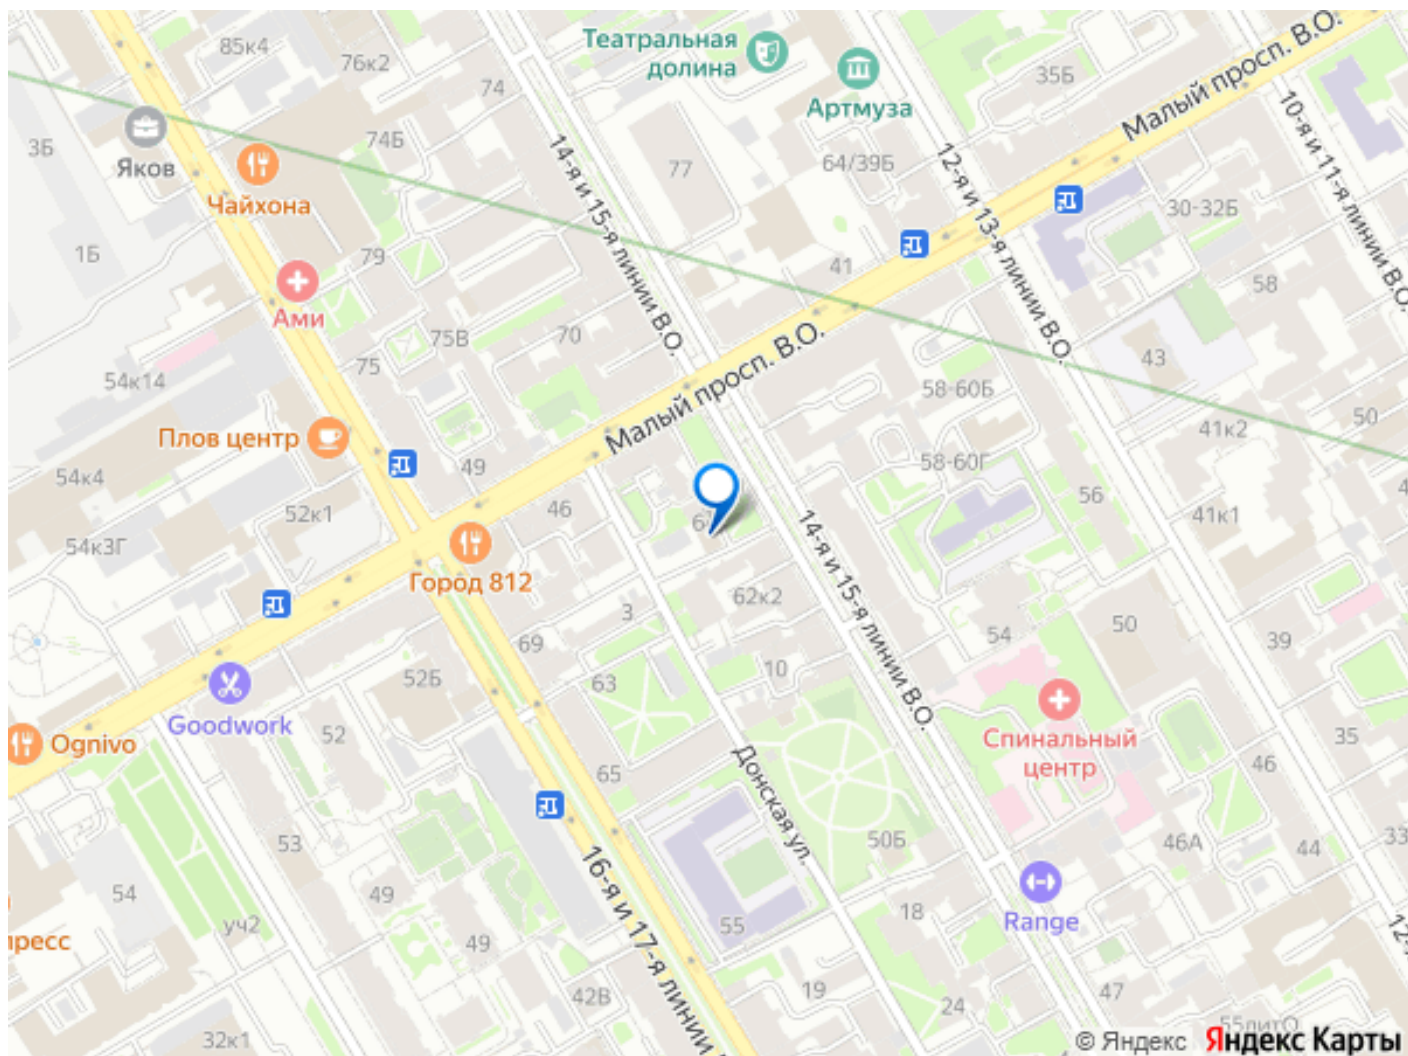 Театральная
долина
Артмуза
Малый просп. В.О.
85к4
76к2
74
35Б
3Б
Яков
74Б
14-я и 15-я линии В.О.
77
64/39Б
12-я и 13-я линии В.О.
10-я и 11-я линии В.О.
Чайхона
30-32Б
1Б
79
41
58
Ами
75В
70
Малый просп. В.О.
43
75
54к14
58-60Б
50
Плов центр
41к2
49
58-60Г
54к4
52к1
46
56
41к1
54к3Г
14-я и 15-я линии В.О.
Город 812
62к2
3
54
50
39
69
10
52Б
63
Goodwork
Спинальный
центр
Ognivo
52
35
65
Донская ул.
46
53
50Б
46А
44
33
16-я и 17-я линии
54
49
уч2
55
18
Range
12-
пресс
49
42В
19
24
47
32к1
© Яндекс
Яндекс Карты